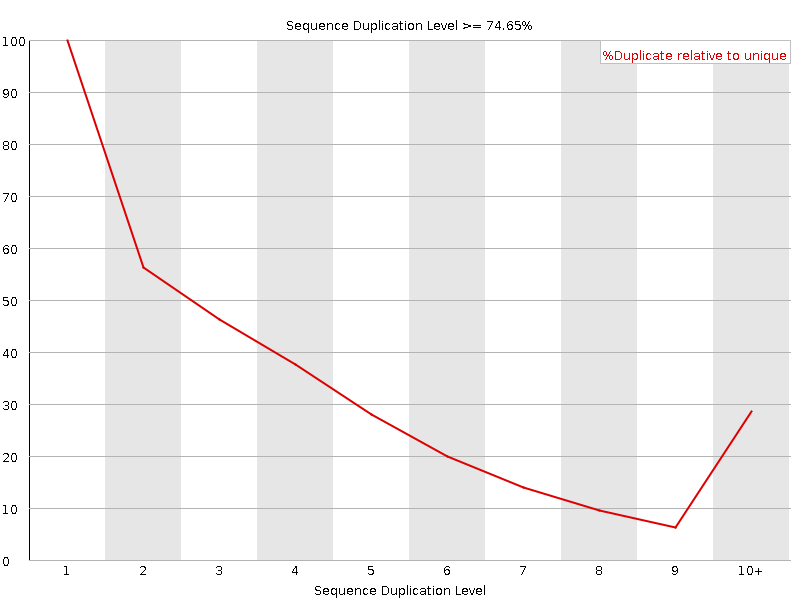 Sequence Duplication Level >= 74.65%
%Duplicate relative to unique
100
90
80
70
60
50
40
30
20
10
0
1 2 3 4 5 6 7 8 9 10+
Sequence Duplication Level